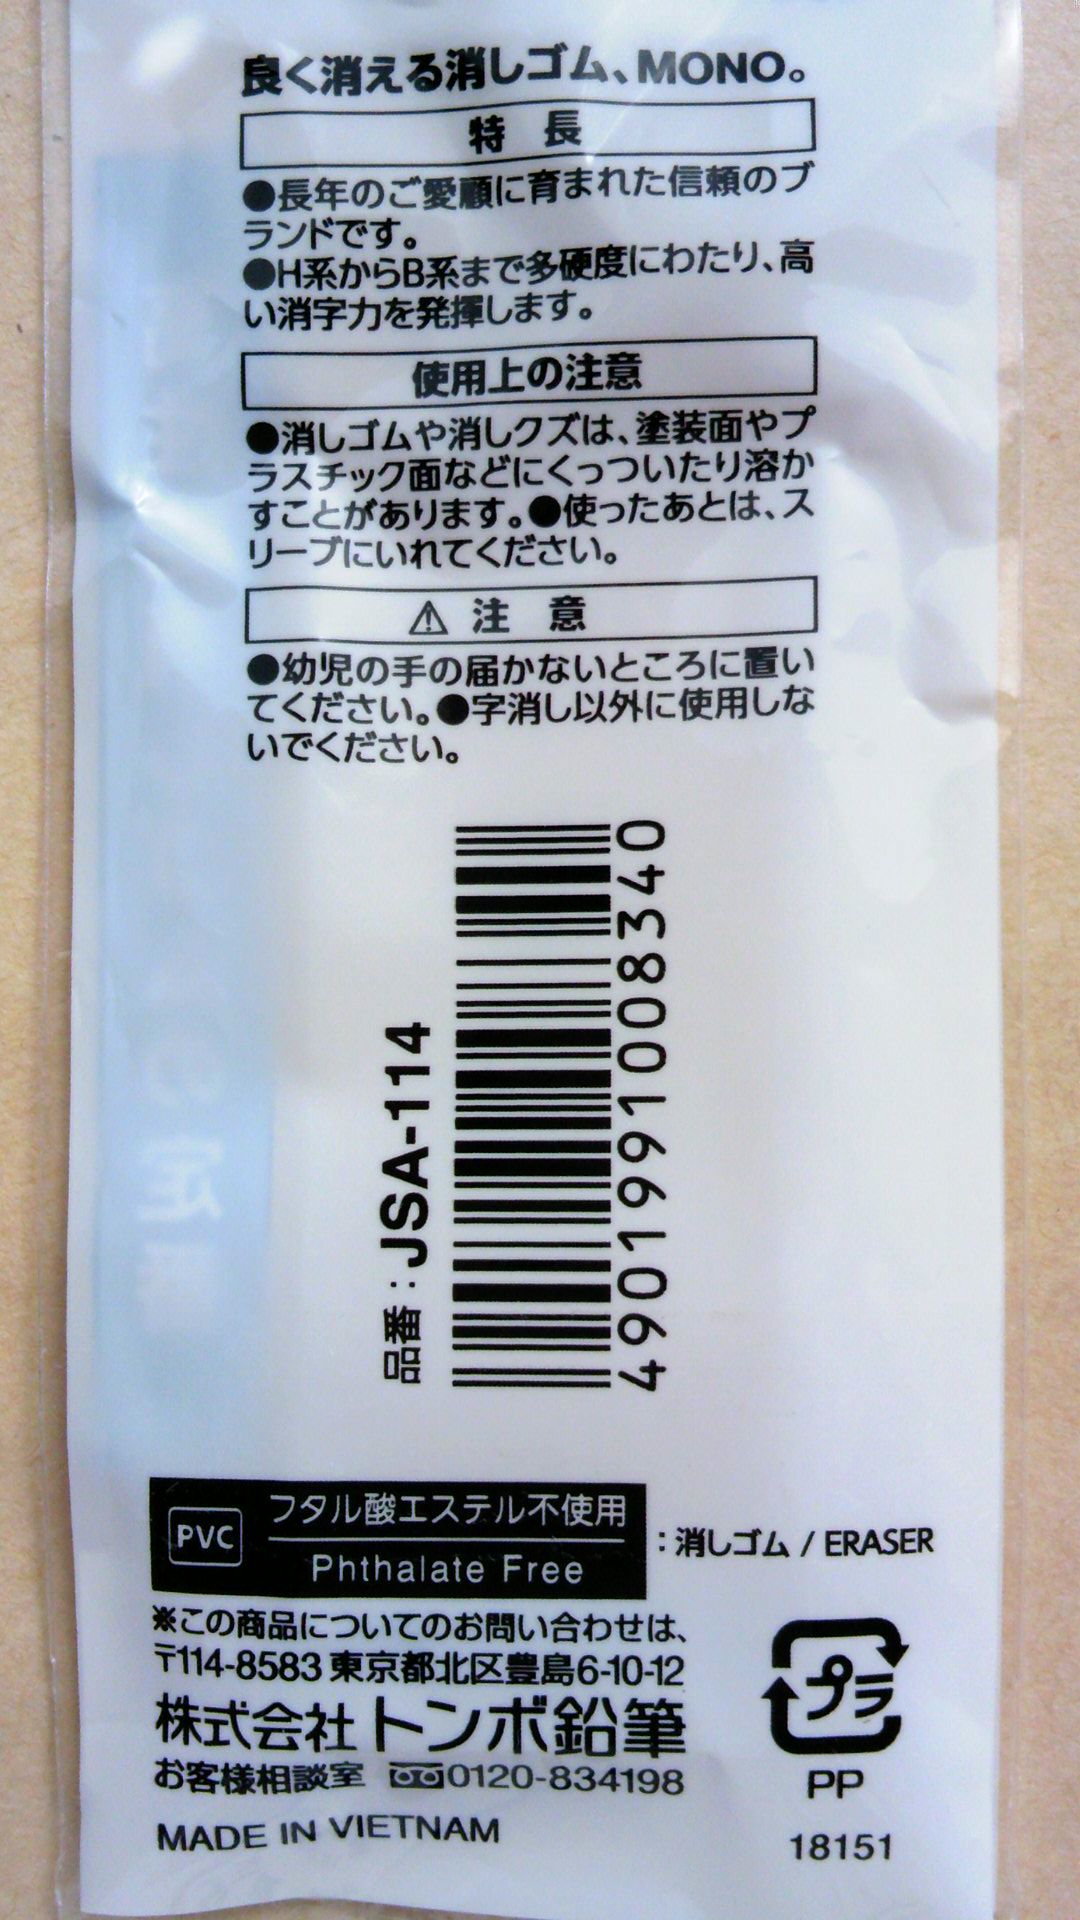 良く消える消しゴム、MONO。
特 長
●長年のご愛顧に育まれた信頼のブ
ランドです。
●H系からB系まで多硬度にわたり、高
い消字力を発揮します。
使用上の注意
●消しゴムや消しクズは、塗装面やプ
ラスチック面などにくっついたり溶か
すことがあります。●使ったあとは、ス
リーブにいれてください。
⚠ 注 意
●幼児の手の届かないところに置い
てください。●字消し以外に使用しな
いでください。
品番：JSA-114
4901991008340
PVC
フタル酸エステル不使用
Phthalate Free
：消しゴム / ERASER
※この商品についてのお問い合わせは、
〒114-8583 東京都北区豊島6-10-12
株式会社トンボ鉛筆
お客様相談室 0120-834198
MADE IN VIETNAM
プラ
PP
18151